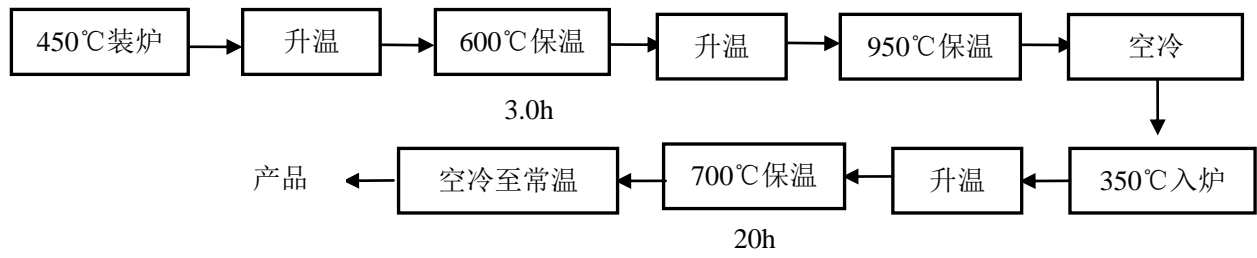 450℃装炉
升温
600℃保温
升温
950℃保温
空冷
3.0h
产品
空冷至常温
700℃保温
升温
350℃入炉
20h